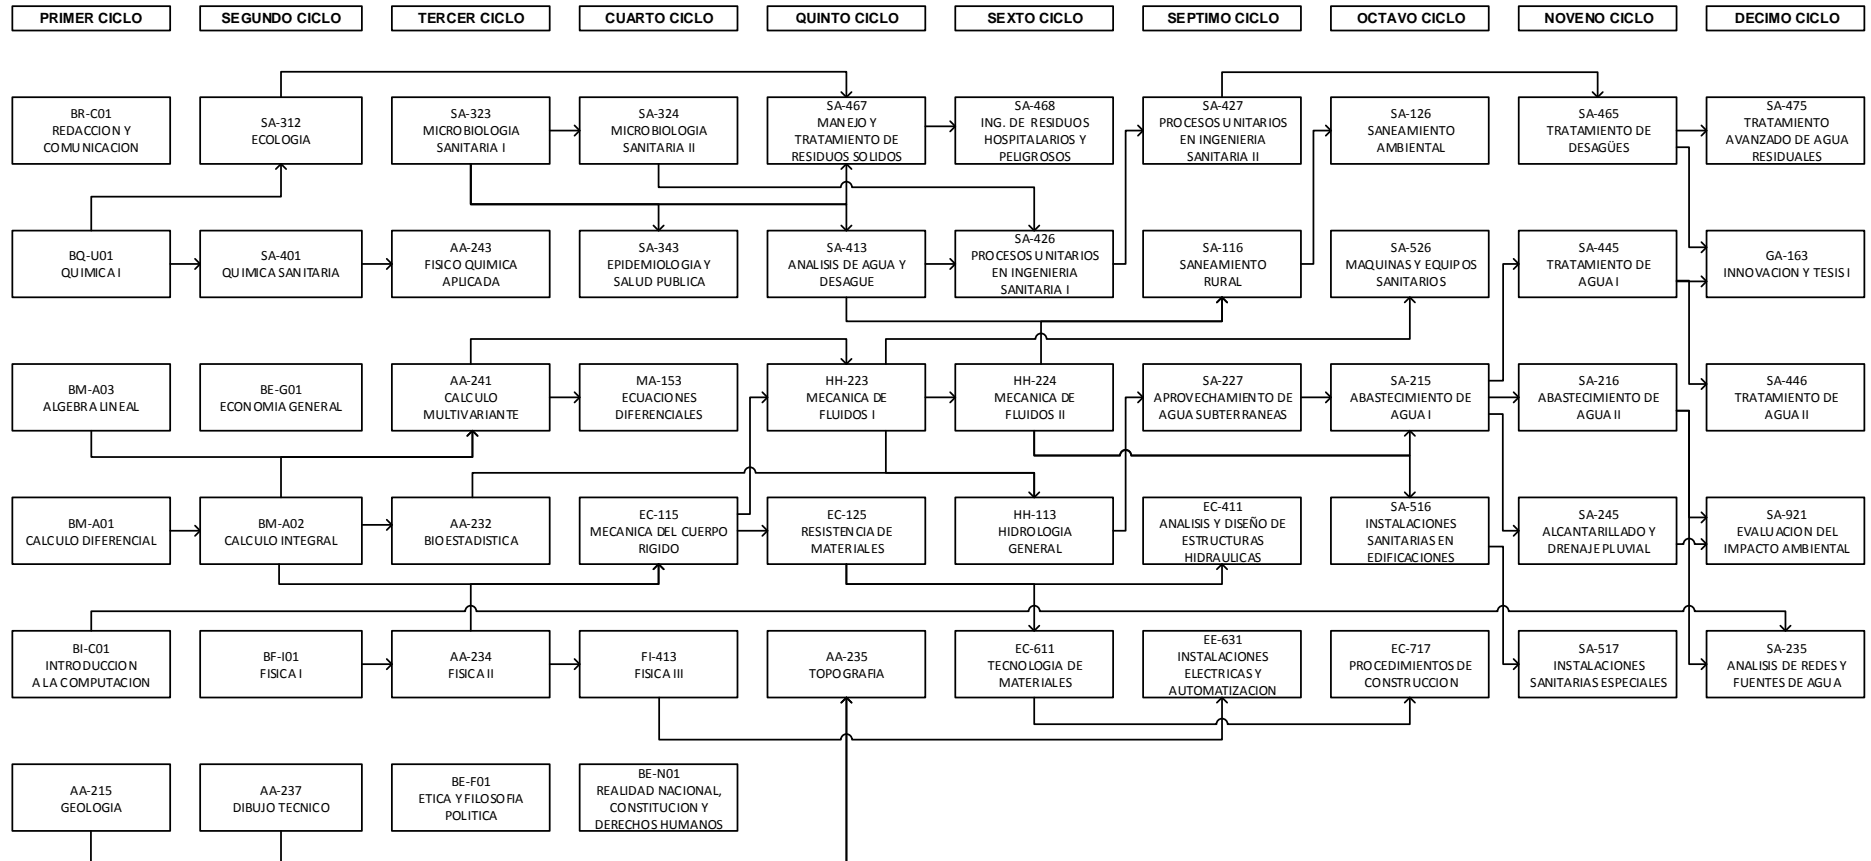 PRIMER CICLO
SEGUNDO CICLO
TERCER CICLO
CUARTO CICLO
QUINTO CICLO
SEXTO CICLO
SEPTIMO CICLO
OCTAVO CICLO
NOVENO CICLO
DECIMO CICLO
BR-C01
REDACCION Y
COMUNICACION
SA-312
ECOLOGIA
SA-323
MICROBIOLOGIA
SANITARIA I
SA-324
MICROBIOLOGIA
SANITARIA II
SA-467
MANEJO Y
TRATAMIENTO DE
RESIDUOS SOLIDOS
SA-468
ING. DE RESIDUOS
HOSPITALARIOS Y
PELIGROSOS
SA-427
PROCESOS UNITARIOS
EN INGENIERIA
SANITARIA II
SA-126
SANEAMIENTO
AMBIENTAL
SA-465
TRATAMIENTO DE
DESAGÜES
SA-475
TRATAMIENTO
AVANZADO DE AGUA
RESIDUALES
BQ-U01
QUIMICA I
SA-401
QUIMICA SANITARIA
AA-243
FISICO QUIMICA
APLICADA
SA-343
EPIDEMIOLOGIA Y
SALUD PUBLICA
SA-413
ANALISIS DE AGUA Y
DESAGUE
SA-426
PROCESOS UNITARIOS
EN INGENIERIA
SANITARIA I
SA-116
SANEAMIENTO
RURAL
SA-526
MAQUINAS Y EQUIPOS
SANITARIOS
SA-445
TRATAMIENTO DE
AGUA I
GA-163
INNOVACION Y TESIS I
BM-A03
ALGEBRA LINEAL
BE-G01
ECONOMIA GENERAL
AA-241
CALCULO
MULTIVARIANTE
MA-153
ECUACIONES
DIFERENCIALES
HH-223
MECANICA DE
FLUIDOS I
HH-224
MECANICA DE
FLUIDOS II
SA-227
APROVECHAMIENTO DE
AGUA SUBTERRANEAS
SA-215
ABASTECIMIENTO DE
AGUA I
SA-216
ABASTECIMIENTO DE
AGUA II
SA-446
TRATAMIENTO DE
AGUA II
BM-A01
CALCULO DIFERENCIAL
BM-A02
CALCULO INTEGRAL
AA-232
BIOESTADISTICA
EC-115
MECANICA DEL CUERPO
RIGIDO
EC-125
RESISTENCIA DE
MATERIALES
HH-113
HIDROLOGIA
GENERAL
EC-411
ANALISIS Y DISEÑO DE
ESTRUCTURAS
HIDRAULICAS
SA-516
INSTALACIONES
SANITARIAS EN
EDIFICACIONES
SA-245
ALCANTARILLADO Y
DRENAJE PLUVIAL
SA-921
EVALUACION DEL
IMPACTO AMBIENTAL
BI-C01
INTRODUCCION
A LA COMPUTACION
BF-I01
FISICA I
AA-234
FISICA II
FI-413
FISICA III
AA-235
TOPOGRAFIA
EC-611
TECNOLOGIA DE
MATERIALES
EE-631
INSTALACIONES
ELECTRICAS Y
AUTOMATIZACION
EC-717
PROCEDIMIENTOS DE
CONSTRUCCION
SA-517
INSTALACIONES
SANITARIAS ESPECIALES
SA-235
ANALISIS DE REDES Y
FUENTES DE AGUA
AA-215
GEOLOGIA
AA-237
DIBUJO TECNICO
BE-F01
ETICA Y FILOSOFIA
POLITICA
BE-N01
REALIDAD NACIONAL,
CONSTITUCION Y
DERECHOS HUMANOS